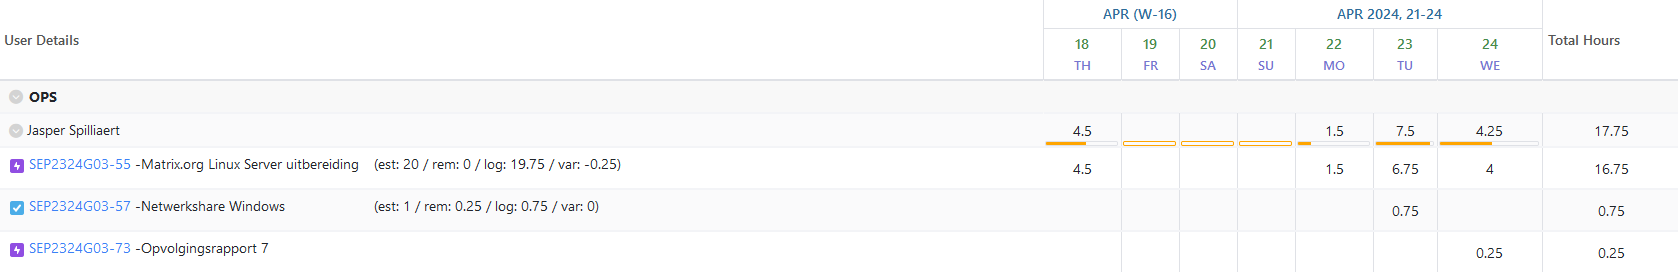 APR (W-16) APR 2024, 21-24
User Details 18 19 20 21 22 23 24 Total Hours
TH FR SA SU MO TU WE
OPS
Jasper Spilliaert 4.5 1.5 7.5 4.25 17.75
SEP2324G03-55 -Matrix.org Linux Server uitbereiding (est: 20 / rem: 0 / log: 19.75 / var: -0.25) 4.5 1.5 6.75 4 16.75
SEP2324G03-57 -Netwerkshare Windows (est: 1 / rem: 0.25 / log: 0.75 / var: 0) 0.75 0.75
SEP2324G03-73 -Opvolgingsrapport 7 0.25 0.25